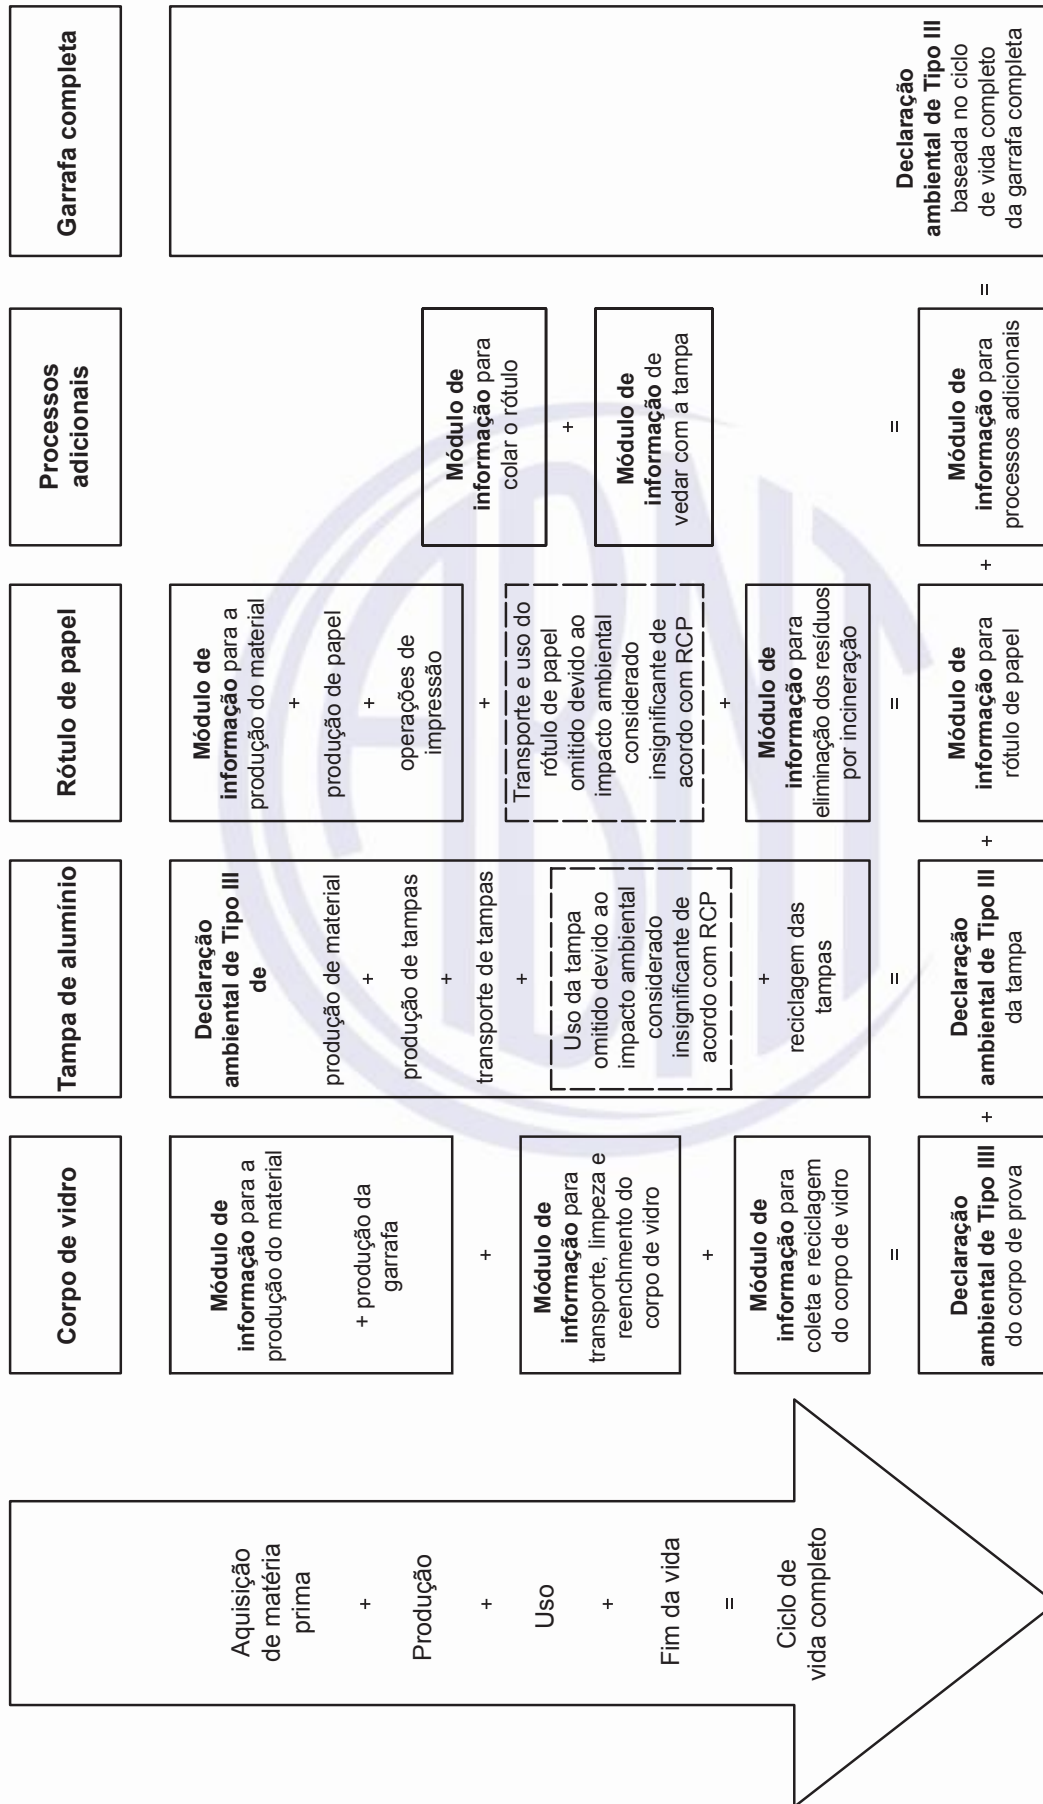 Aquisição
de matéria
prima
+
Produção
+
Uso
+
Fim da vida
=
Ciclo de
vida completo
Corpo de vidro
Módulo de
informação para a
produção do material
+ produção da
garrafa
+
Módulo de
informação para
transporte, limpeza e
reenchmento do
corpo de vidro
+
Módulo de
informação para
coleta e reciclagem
do corpo de vidro
=
Declaração
ambiental de Tipo IIII
do corpo de prova
+
Tampa de alumínio
Declaração
ambiental de Tipo III
de
produção de material
+
produção de tampas
+
transporte de tampas
+
Uso da tampa
omitido devido ao
impacto ambiental
considerado
insignificante de
acordo com RCP
+
reciclagem das
tampas
=
Declaração
ambiental de Tipo III
da tampa
+
Rótulo de papel
Módulo de
informação para a
produção do material
+
produção de papel
+
operações de
impressão
+
Transporte e uso do
rótulo de papel
omitido devido ao
impacto ambiental
considerado
insignificante de
acordo com RCP
+
Módulo de
informação para
eliminação dos resíduos
por incineração
=
Módulo de
informação para
rótulo de papel
+
Processos
adicionais
Módulo de
informação para
colar o rótulo
+
Módulo de
informação de
vedar com a tampa
=
Módulo de
informação para
processos adicionais
=
Garrafa completa
Declaração
ambiental de Tipo III
baseada no ciclo
de vida completo
da garrafa completa
ABNT